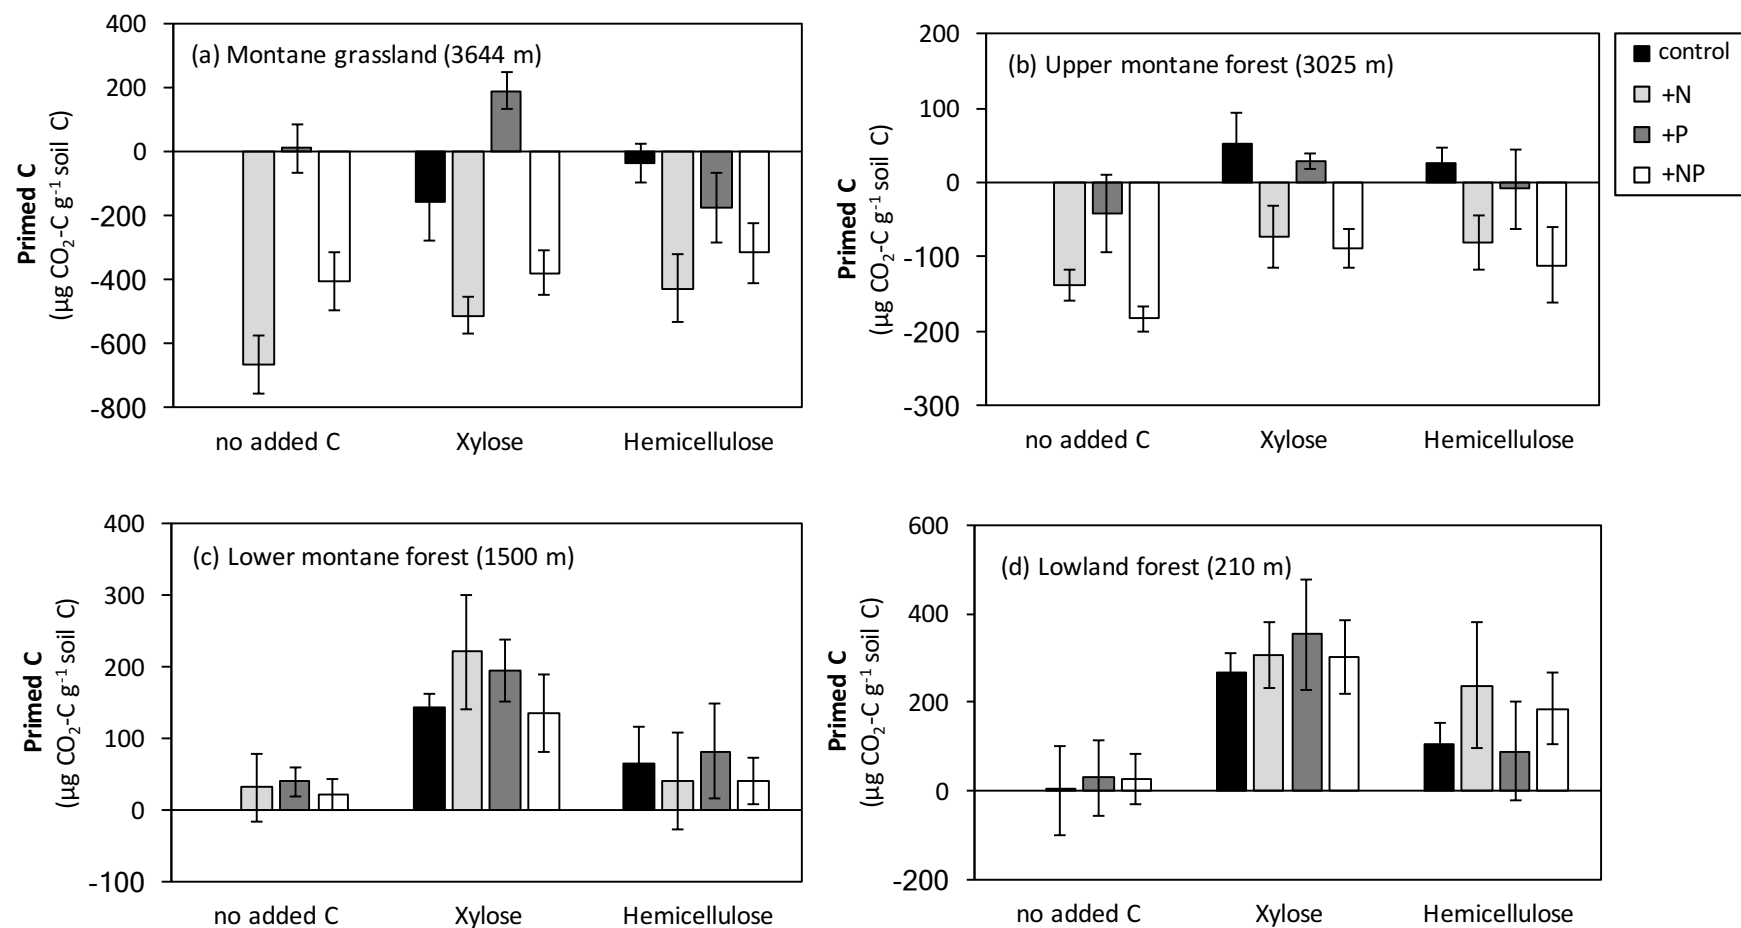 (a) Montane grassland (3644 m)
Primed C
(µg CO₂-C g⁻¹ soil C)
400
200
0
-200
-400
-600
-800
no added C Xylose Hemicellulose
(b) Upper montane forest (3025 m)
Primed C
(µg CO₂-C g⁻¹ soil C)
200
100
0
-100
-200
-300
no added C Xylose Hemicellulose
control
+N
+P
+NP
(c) Lower montane forest (1500 m)
Primed C
(µg CO₂-C g⁻¹ soil C)
400
300
200
100
0
-100
no added C Xylose Hemicellulose
(d) Lowland forest (210 m)
Primed C
(µg CO₂-C g⁻¹ soil C)
600
400
200
0
-200
no added C Xylose Hemicellulose